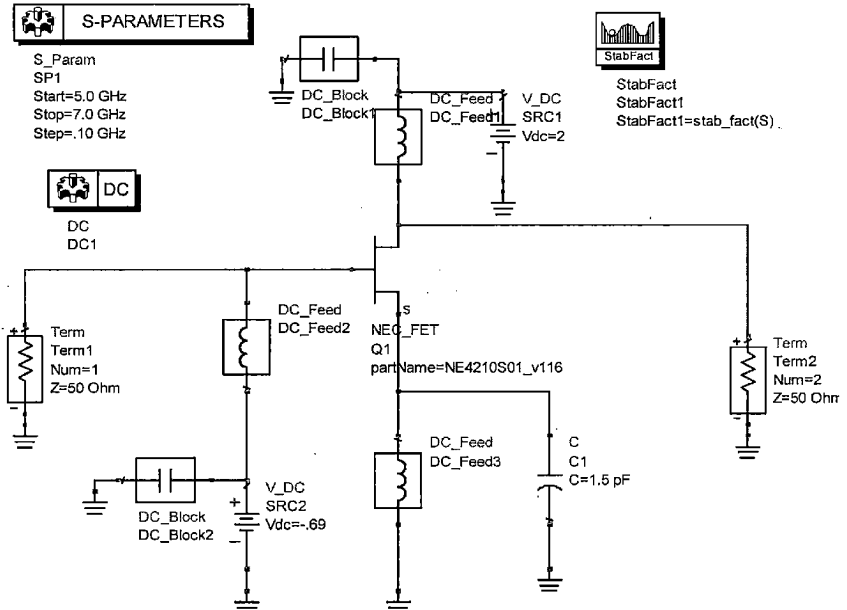 S-PARAMETERS
S_Param
SP1
Start=5.0 GHz
Stop=7.0 GHz
Step=.10 GHz
DC
DC
DC1
DC_Block
DC_Block1
DC_Feed
DC_Feed1
V_DC
SRC1
Vdc=2
StabFact
StabFact
StabFact1
StabFact1=stab_fact(S)
+
Term
Term1
Num=1
Z=50 Ohm
−
DC_Feed
DC_Feed2
S
NEC_FET
Q1
partName=NE4210S01_v116
+
Term
Term2
Num=2
Z=50 Ohm
−
DC_Block
DC_Block2
+
V_DC
SRC2
Vdc=-.69
−
DC_Feed
DC_Feed3
C
C1
C=1.5 pF